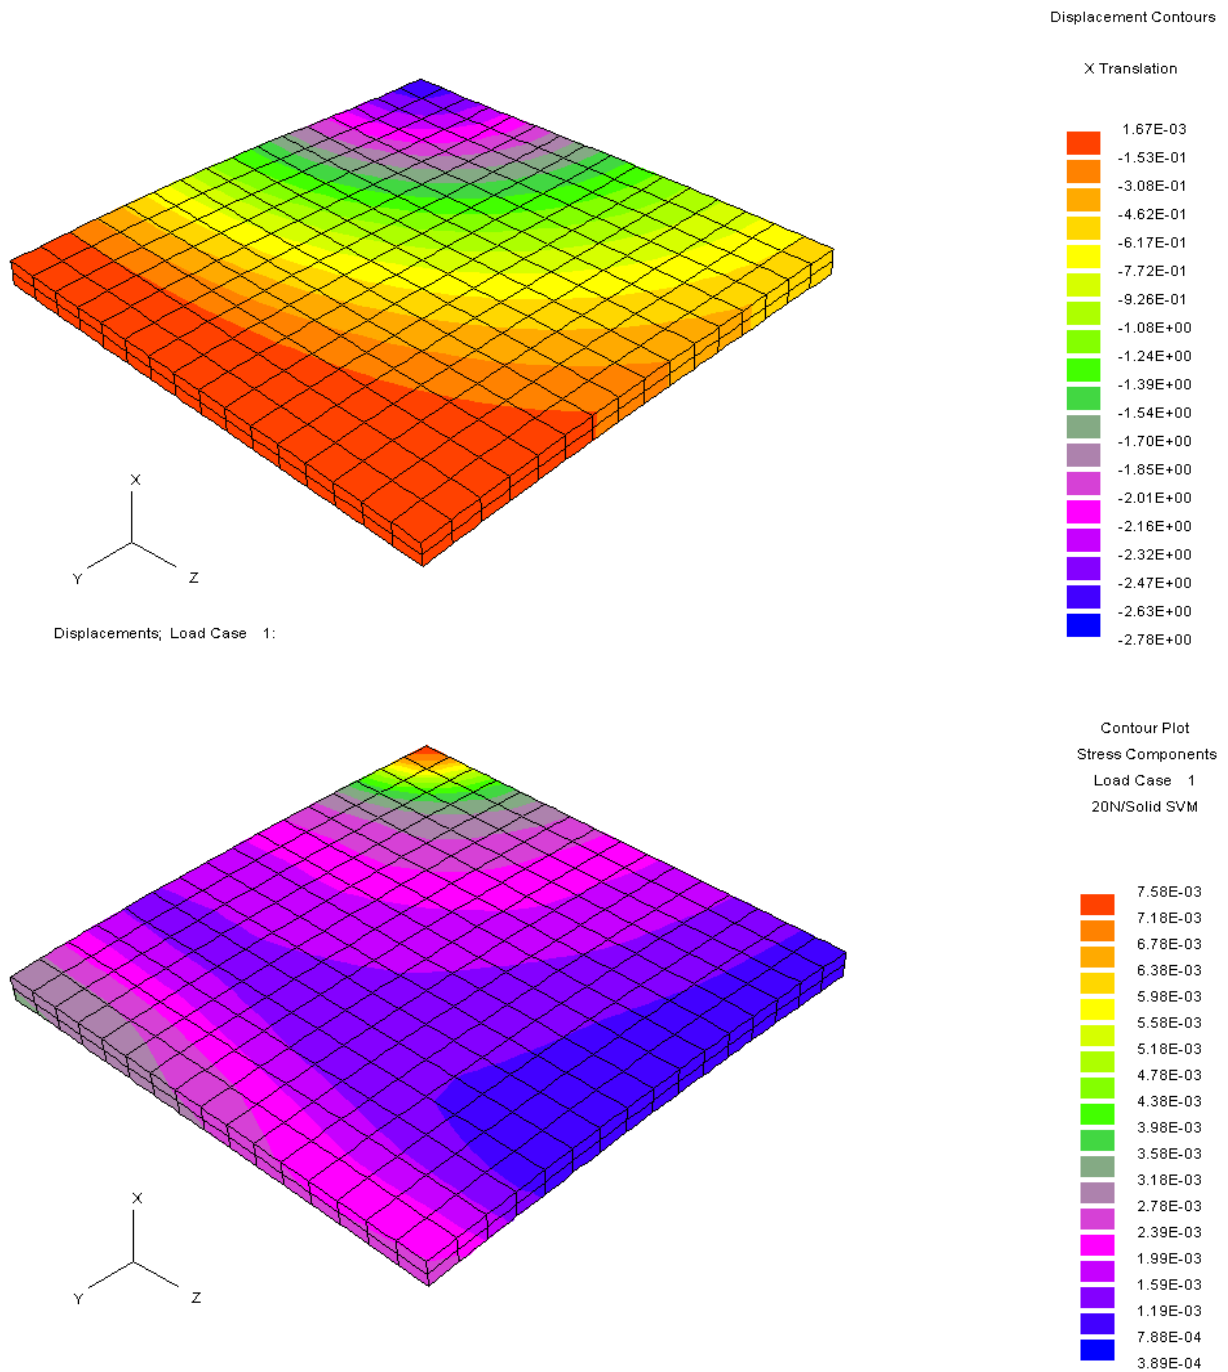 Displacement Contours
X Translation
1.67E-03
-1.53E-01
-3.08E-01
-4.62E-01
-6.17E-01
-7.72E-01
-9.26E-01
-1.08E+00
-1.24E+00
-1.39E+00
-1.54E+00
-1.70E+00
-1.85E+00
-2.01E+00
-2.16E+00
-2.32E+00
-2.47E+00
-2.63E+00
-2.78E+00
X
Y
Z
Displacements; Load Case 1:
Contour Plot
Stress Components
Load Case 1
20N/Solid SVM
7.58E-03
7.18E-03
6.78E-03
6.38E-03
5.98E-03
5.58E-03
5.18E-03
4.78E-03
4.38E-03
3.98E-03
3.58E-03
3.18E-03
2.78E-03
2.39E-03
1.99E-03
1.59E-03
1.19E-03
7.88E-04
3.89E-04
X
Y
Z